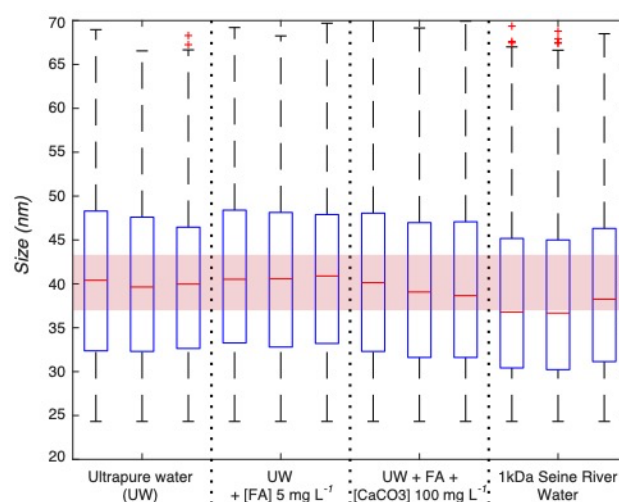 70
65
60
55
50
45
40
35
30
25
20
Size (nm)
Ultrapure water
(UW)
UW
+ [FA] 5 mg L⁻¹
UW + FA +
[CaCO3] 100 mg L⁻¹
1kDa Seine River
Water